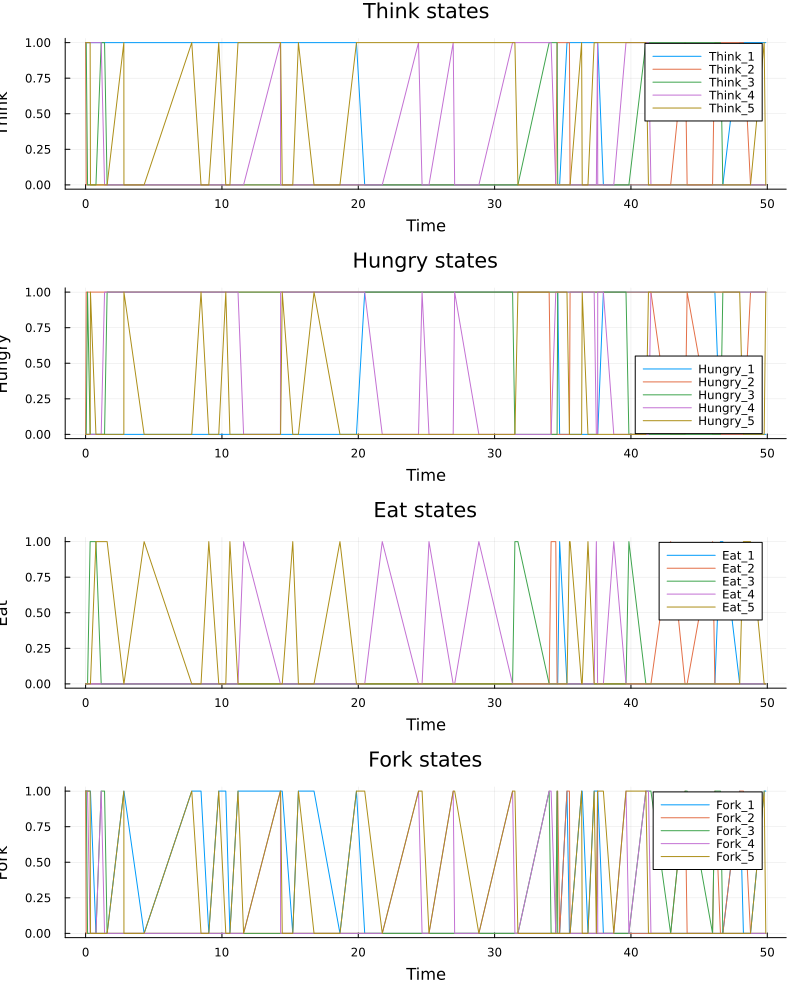 Think states
1.00
0.75
0.50
0.25
0.00
Think
Think_1
Think_2
Think_3
Think_4
Think_5
0 10 20 30 40 50
Time
Hungry states
1.00
0.75
0.50
0.25
0.00
Hungry
Hungry_1
Hungry_2
Hungry_3
Hungry_4
Hungry_5
0 10 20 30 40 50
Time
Eat states
1.00
0.75
0.50
0.25
0.00
Eat
Eat_1
Eat_2
Eat_3
Eat_4
Eat_5
0 10 20 30 40 50
Time
Fork states
1.00
0.75
0.50
0.25
0.00
Fork
Fork_1
Fork_2
Fork_3
Fork_4
Fork_5
0 10 20 30 40 50
Time